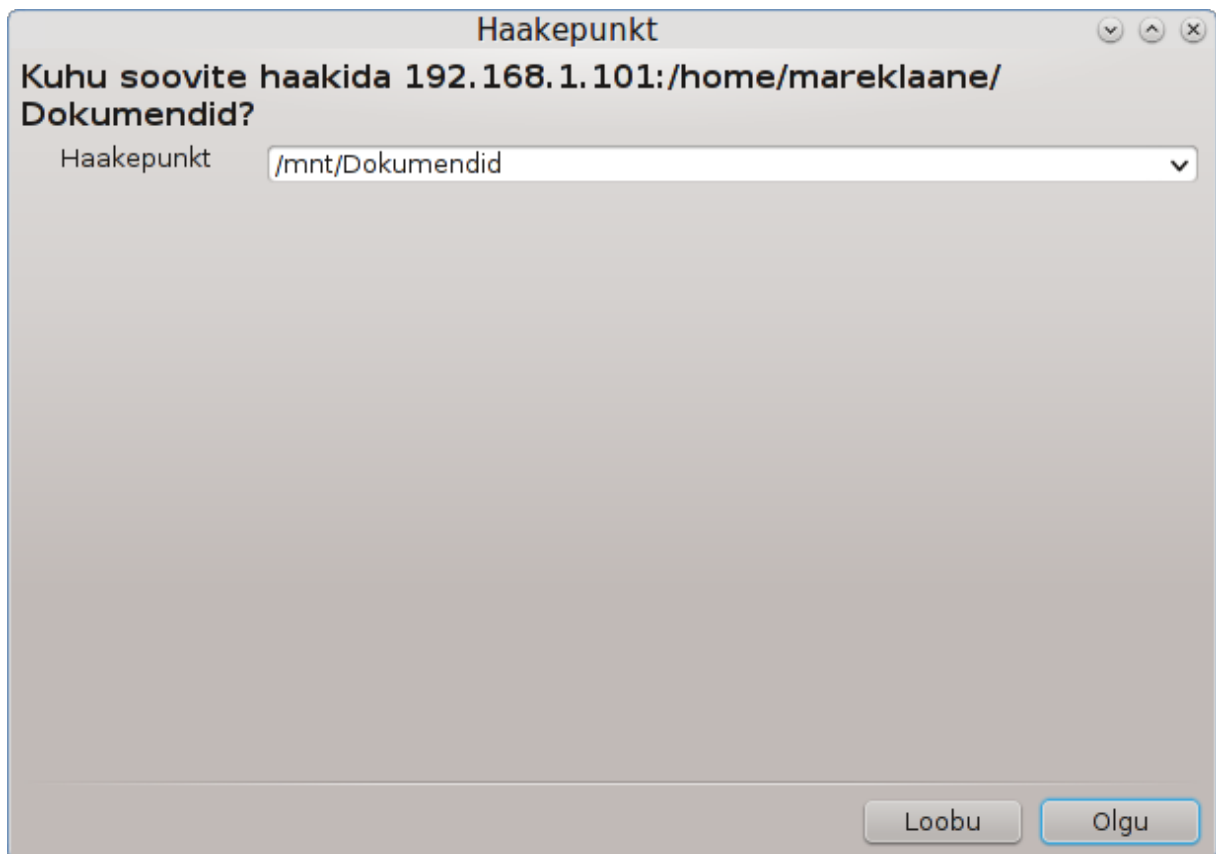 Haakepunkt
Kuhu soovite haakida 192.168.1.101:/home/mareklaane/
Dokumendid?
Haakepunkt /mnt/Dokumendid
Loobu Olgu